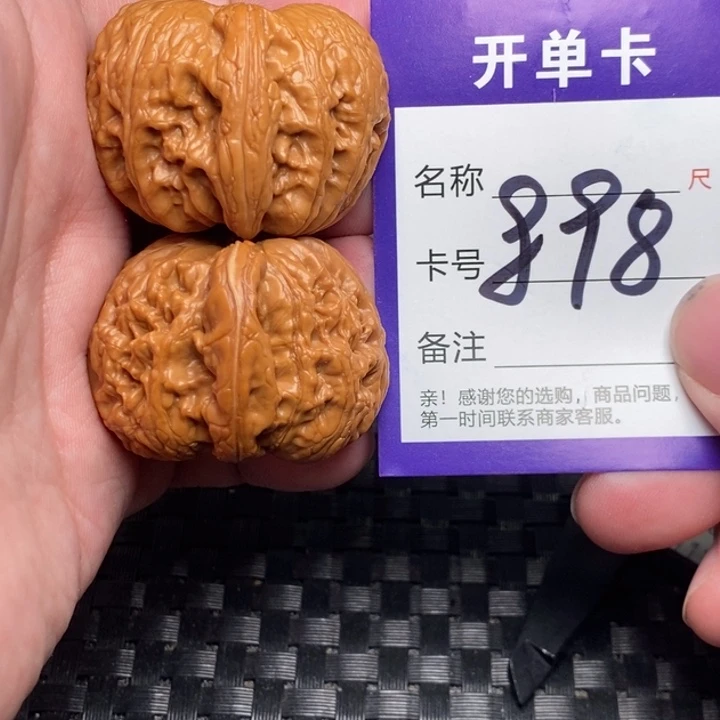 开单卡
名称 尺
卡号 898
备注
亲！感谢您的选购，商品问题，
第一时间联系商家客服。